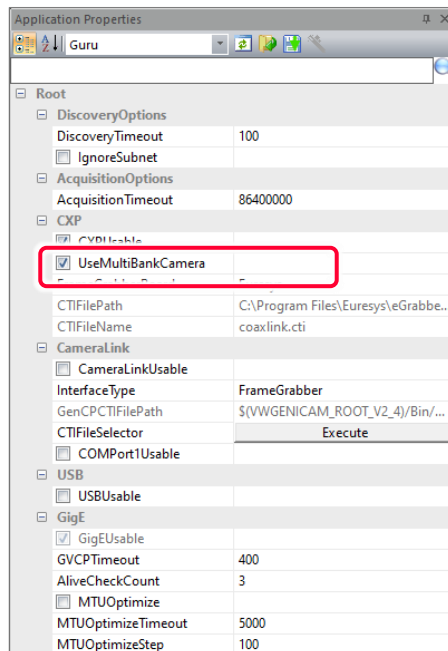 Application Properties
Guru
Root
DiscoveryOptions
DiscoveryTimeout 100
IgnoreSubnet
AcquisitionOptions
AcquisitionTimeout 86400000
CXP
CXPUsable
UseMultiBankCamera
CTIFilePath C:\Program Files\Euresys\eGrabbe...
CTIFileName coaxlink.cti
CameraLink
CameraLinkUsable
InterfaceType FrameGrabber
GenCPCTIFilePath $(VWGENICAM_ROOT_V2_4)/Bin/...
CTIFileSelector Execute
COMPort1Usable
USB
USBUsable
GigE
GigEUsable
GVCPTimeout 400
AliveCheckCount 3
MTUOptimize
MTUOptimizeTimeout 5000
MTUOptimizeStep 100